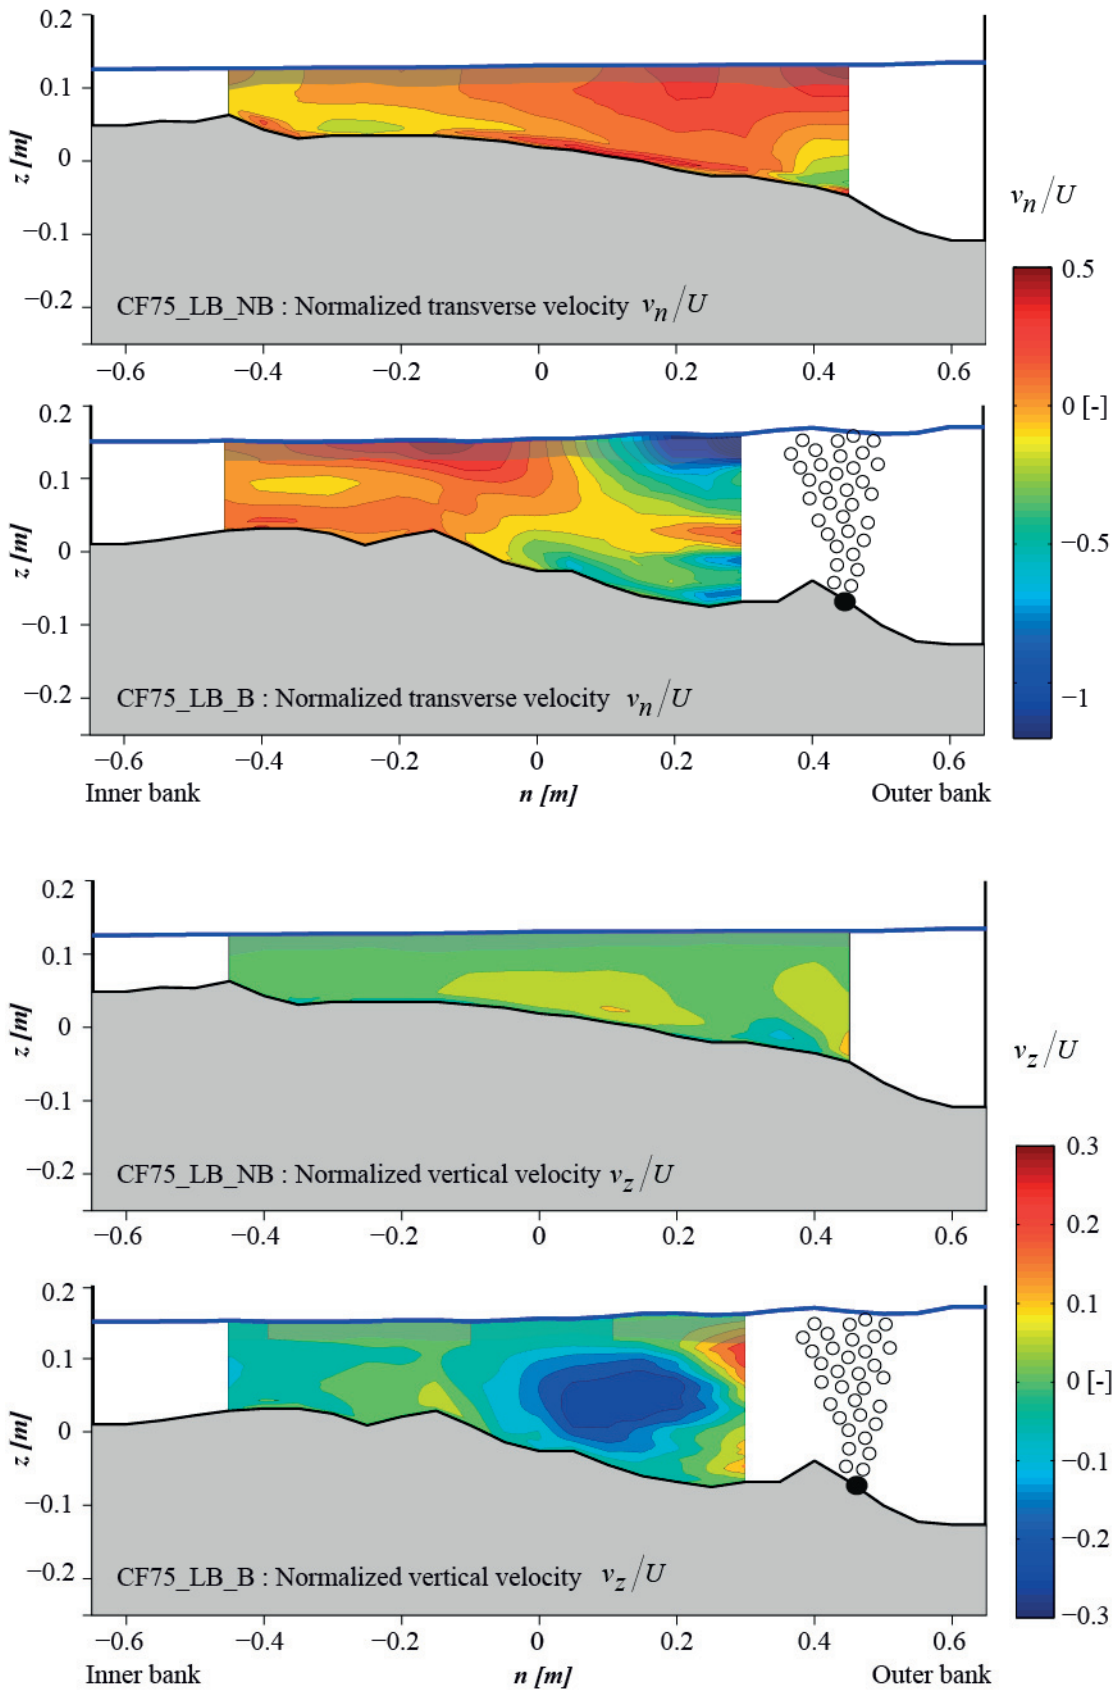 0.2
0.1
0
−0.1
−0.2
z [m]
CF75_LB_NB : Normalized transverse velocity vn/U
−0.6 −0.4 −0.2 0 0.2 0.4 0.6
0.2
0.1
0
−0.1
−0.2
z [m]
CF75_LB_B : Normalized transverse velocity vn/U
−0.6 −0.4 −0.2 0 0.2 0.4 0.6
Inner bank n [m] Outer bank
vn/U
0.5
0 [-]
−0.5
−1
0.2
0.1
0
−0.1
−0.2
z [m]
CF75_LB_NB : Normalized vertical velocity vz/U
−0.6 −0.4 −0.2 0 0.2 0.4 0.6
0.2
0.1
0
−0.1
−0.2
z [m]
CF75_LB_B : Normalized vertical velocity vz/U
−0.6 −0.4 −0.2 0 0.2 0.4 0.6
Inner bank n [m] Outer bank
vz/U
0.3
0.2
0.1
0 [-]
−0.1
−0.2
−0.3